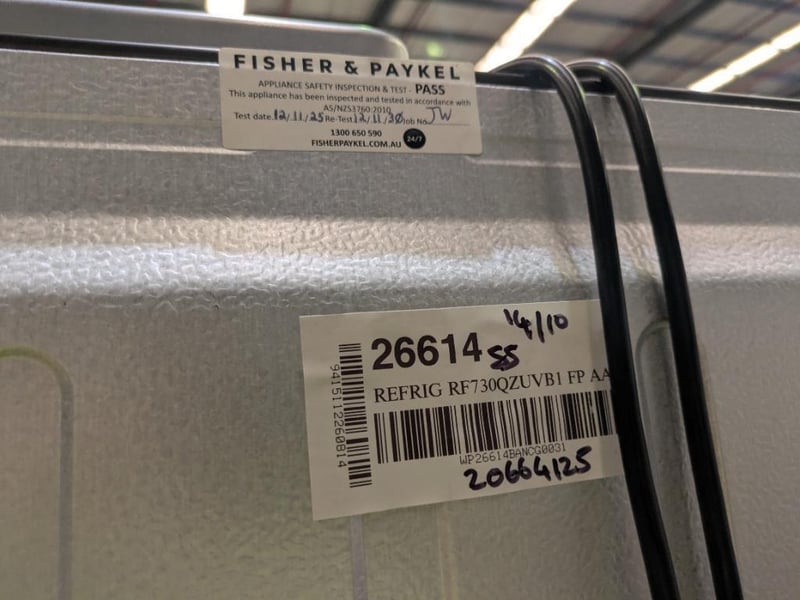 FISHER & PAYKEL
APPLIANCE SAFETY INSPECTION & TEST - PASS
This appliance has been inspected and tested in accordance with
AS/NZS3760:2010
Test date 12/11/25 Re-Test 12/11/30 Job No. JW
1300 650 590
FISHERPAYKEL.COM.AU 24/7
14/10
26614 SS
REFRIG RF730QZUVB1 FP AA
9415112260814
WP26614BANCG0031
20664125